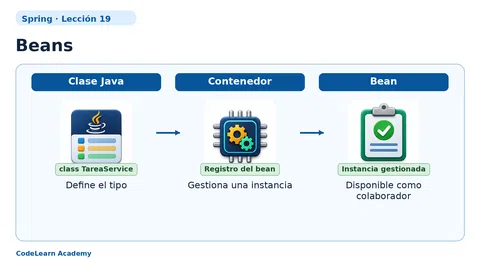 Spring · Lección 19
Beans
Clase Java
Contenedor
Bean
class TareaService
Registro del bean
Instancia gestionada
Define el tipo
Gestiona una instancia
Disponible como
colaborador
CodeLearn Academy